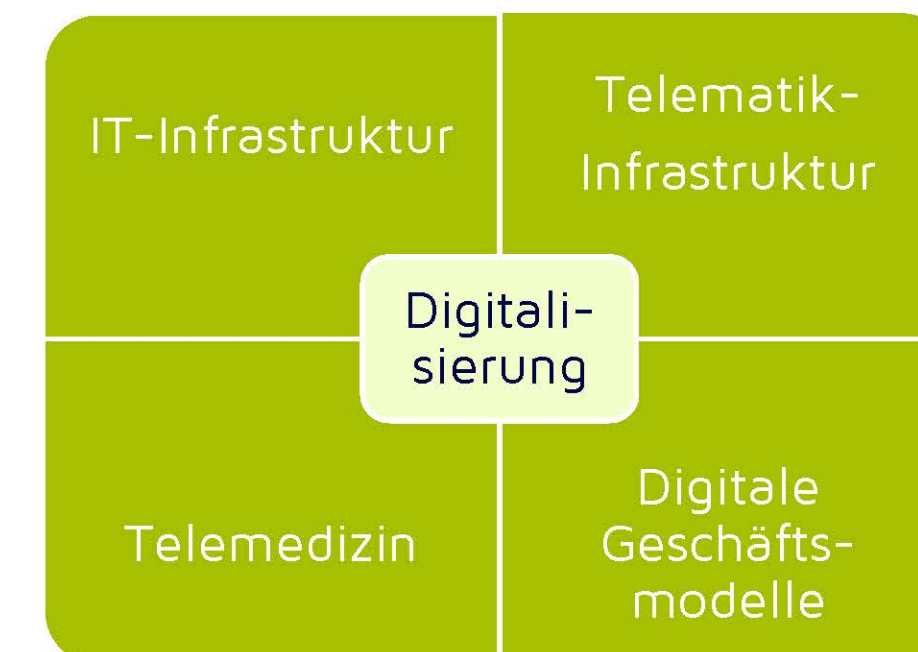 IT-Infrastruktur
Telematik-
Infrastruktur
Digitali-
sierung
Telemedizin
Digitale
Geschäfts-
modelle